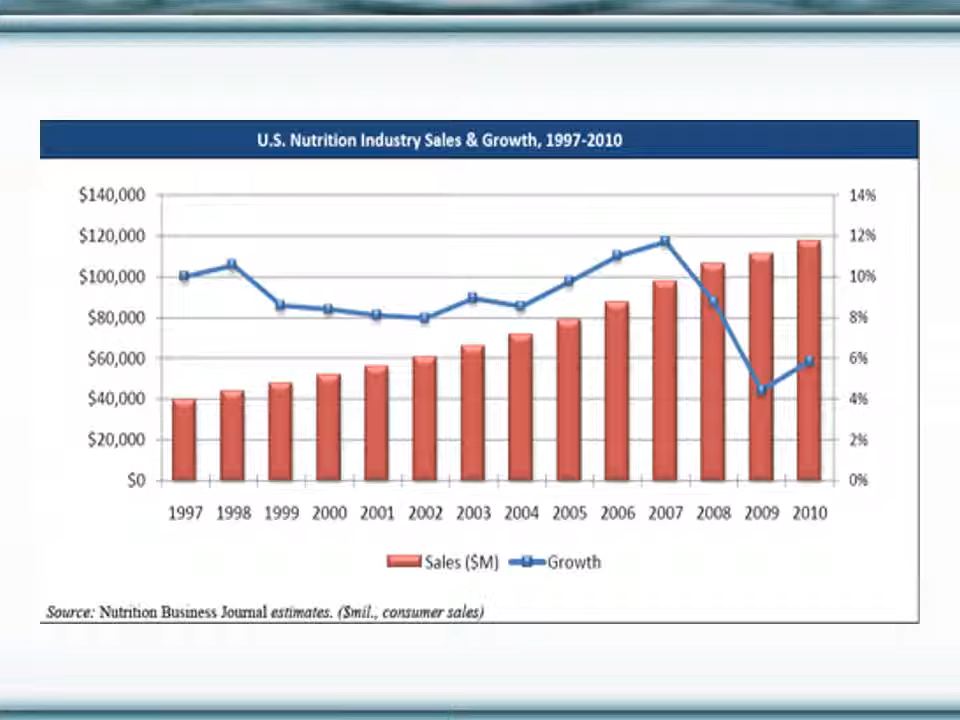 U.S. Nutrition Industry Sales & Growth, 1997-2010
$140,000 14%
$120,000 12%
$100,000 10%
$80,000 8%
$60,000 6%
$40,000 4%
$20,000 2%
$0 0%
1997 1998 1999 2000 2001 2002 2003 2004 2005 2006 2007 2008 2009 2010
Sales ($M) Growth
Source: Nutrition Business Journal estimates. ($mil., consumer sales)